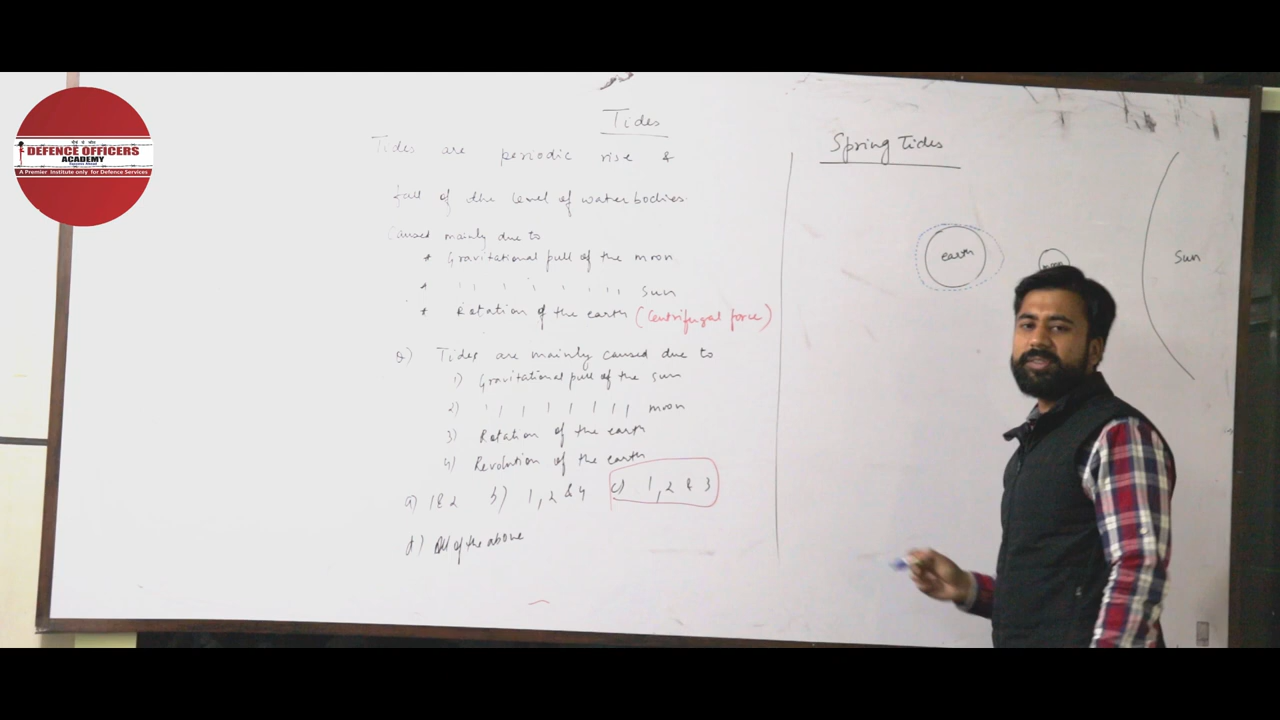 DEFENCE OFFICERS
ACADEMY
Success Ahead
A Premier Institute only for Defence Services
Tides
Tides are periodic rise &
fall of the level of water bodies.
Caused mainly due to
* Gravitational pull of the moon
* " " " " " " " sun
* Rotation of the earth (Centrifugal force)
Q) Tides are mainly caused due to
1) Gravitational pull of the sun
2) " " " " " " " moon
3) Rotation of the earth
4) Revolution of the earth
a) 1 & 2 b) 1, 2 & 4 c) 1, 2 & 3
d) All of the above
Spring Tides
earth
moon
Sun